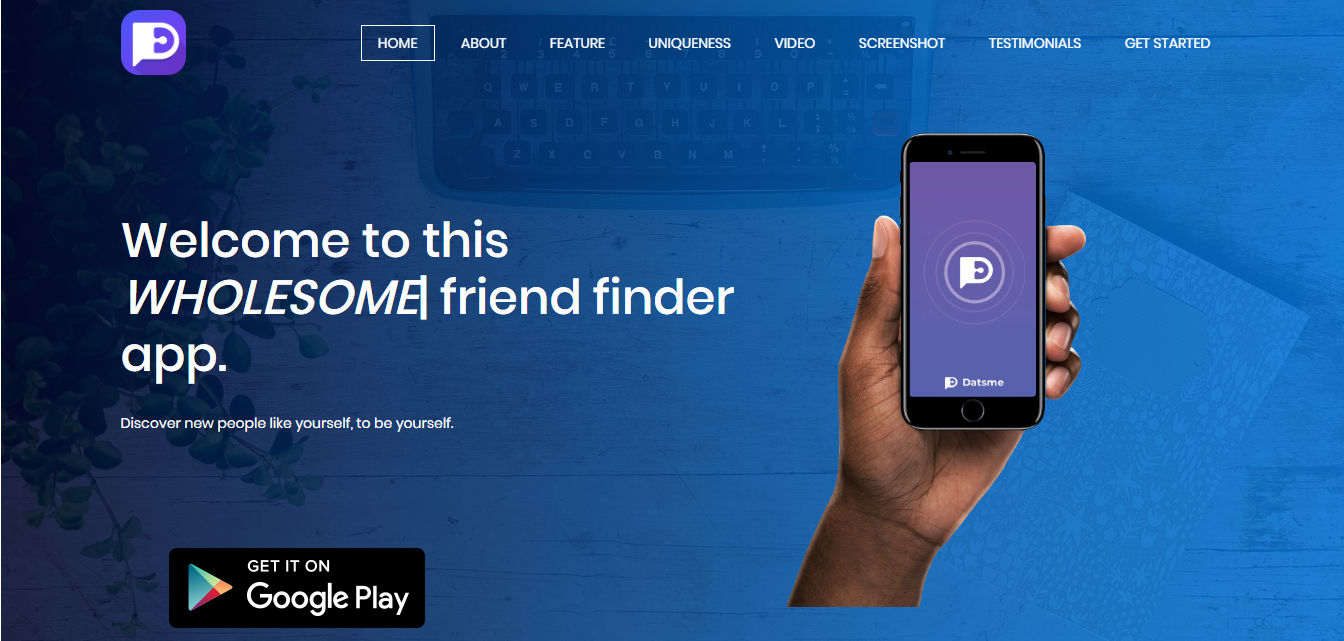 HOME ABOUT FEATURE UNIQUENESS VIDEO SCREENSHOT TESTIMONIALS GET STARTED
Q W E R T Y U I O P
A S D F G H J K L
Z X C V B N M
Welcome to this
WHOLESOME| friend finder
app.
Discover new people like yourself, to be yourself.
Datsme
GET IT ON
Google Play